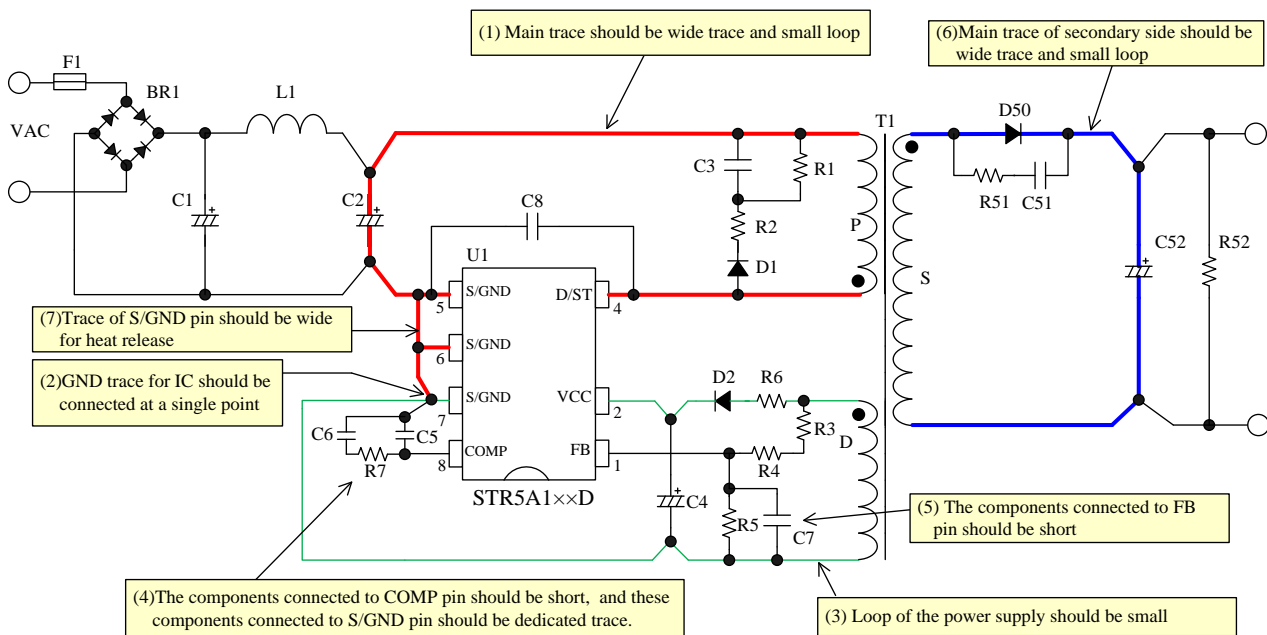 (1) Main trace should be wide trace and small loop
(6)Main trace of secondary side should be
wide trace and small loop
F1
BR1
L1
VAC
C1
C2
C8
C3
R1
R2
D1
P
T1
S
D50
R51
C51
C52
R52
U1
S/GND
5
D/ST
4
S/GND
6
S/GND
7
VCC
2
COMP
8
FB
1
STR5A1××D
(7)Trace of S/GND pin should be wide
for heat release
(2)GND trace for IC should be
connected at a single point
C6
C5
R7
D2
R6
R3
R4
D
C4
R5
C7
(5) The components connected to FB
pin should be short
(4)The components connected to COMP pin should be short, and these
components connected to S/GND pin should be dedicated trace.
(3) Loop of the power supply should be small